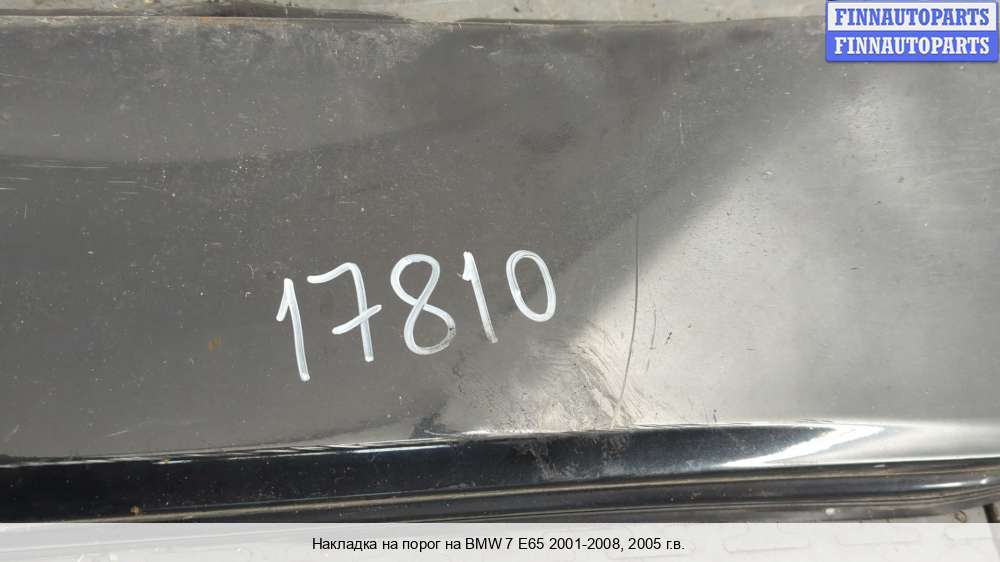 FINNAUTOPARTS
FINNAUTOPARTS
17810
Накладка на порог на BMW 7 E65 2001-2008, 2005 г.в.